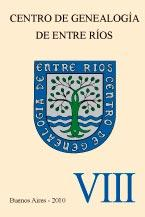 CENTRO DE GENEALOGÍA
DE ENTRE RÍOS
CENTRO DE GENEALOGIA DE ENTRE RIOS
Buenos Aires - 2010
VIII